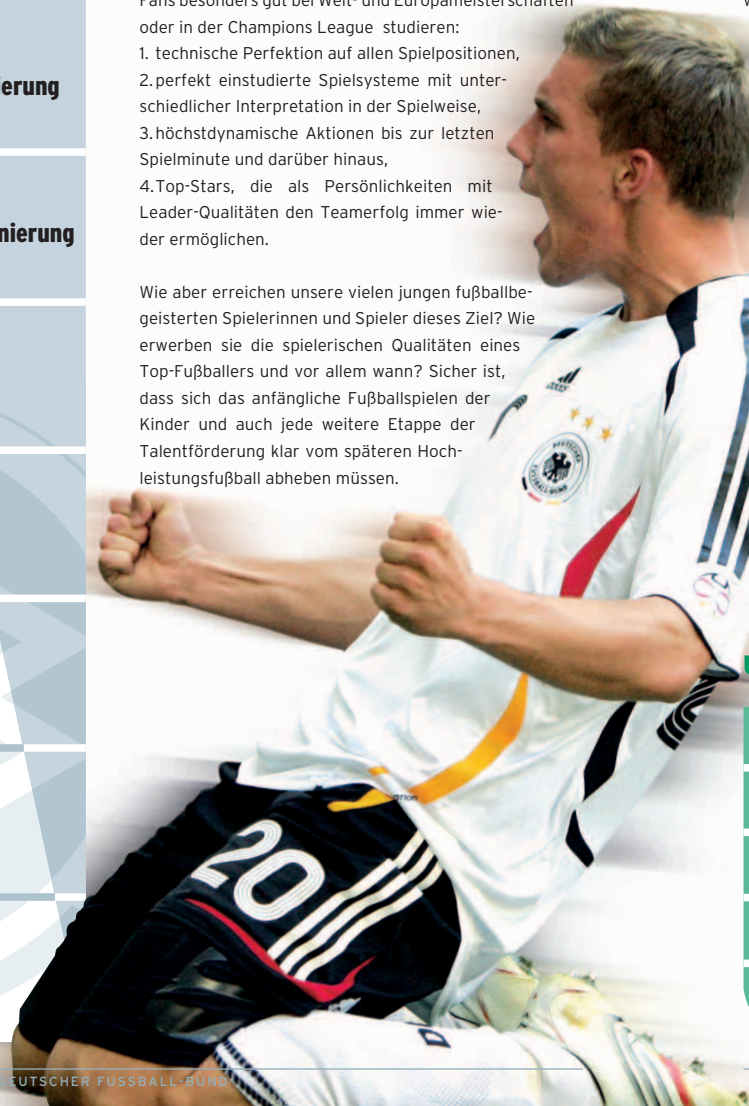 Fans besonders gut bei Welt- und Europameisterschaften
oder in der Champions League studieren:
1. technische Perfektion auf allen Spielpositionen,
2. perfekt einstudierte Spielsysteme mit unter-
schiedlicher Interpretation in der Spielweise,
3. höchstdynamische Aktionen bis zur letzten
Spielminute und darüber hinaus,
4.Top-Stars, die als Persönlichkeiten mit
Leader-Qualitäten den Teamerfolg immer wie-
der ermöglichen.
Wie aber erreichen unsere vielen jungen fußballbe-
geisterten Spielerinnen und Spieler dieses Ziel? Wie
erwerben sie die spielerischen Qualitäten eines
Top-Fußballers und vor allem wann? Sicher ist,
dass sich das anfängliche Fußballspielen der
Kinder und auch jede weitere Etappe der
Talentförderung klar vom späteren Hoch-
leistungsfußball abheben müssen.
erung
nierung
adidas
DEUTSCHER
FUSSBALL-BUND
20
EUTSCHER FUSSBALL-BUND